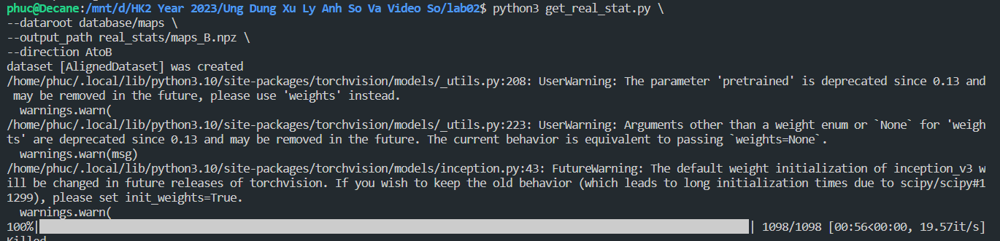 phuc@Decane:/mnt/d/HK2 Year 2023/Ung Dung Xu Ly Anh So Va Video So/lab02$ python3 get_real_stat.py \
--dataroot database/maps \
--output_path real_stats/maps_B.npz \
--direction AtoB
dataset [AlignedDataset] was created
/home/phuc/.local/lib/python3.10/site-packages/torchvision/models/_utils.py:208: UserWarning: The parameter 'pretrained' is deprecated since 0.13 and
 may be removed in the future, please use 'weights' instead.
  warnings.warn(
/home/phuc/.local/lib/python3.10/site-packages/torchvision/models/_utils.py:223: UserWarning: Arguments other than a weight enum or `None` for 'weigh
ts' are deprecated since 0.13 and may be removed in the future. The current behavior is equivalent to passing `weights=None`.
  warnings.warn(msg)
/home/phuc/.local/lib/python3.10/site-packages/torchvision/models/inception.py:43: FutureWarning: The default weight initialization of inception_v3 w
ill be changed in future releases of torchvision. If you wish to keep the old behavior (which leads to long initialization times due to scipy/scipy#1
1299), please set init_weights=True.
  warnings.warn(
100%|| 1098/1098 [00:56<00:00, 19.57it/s]
Killed